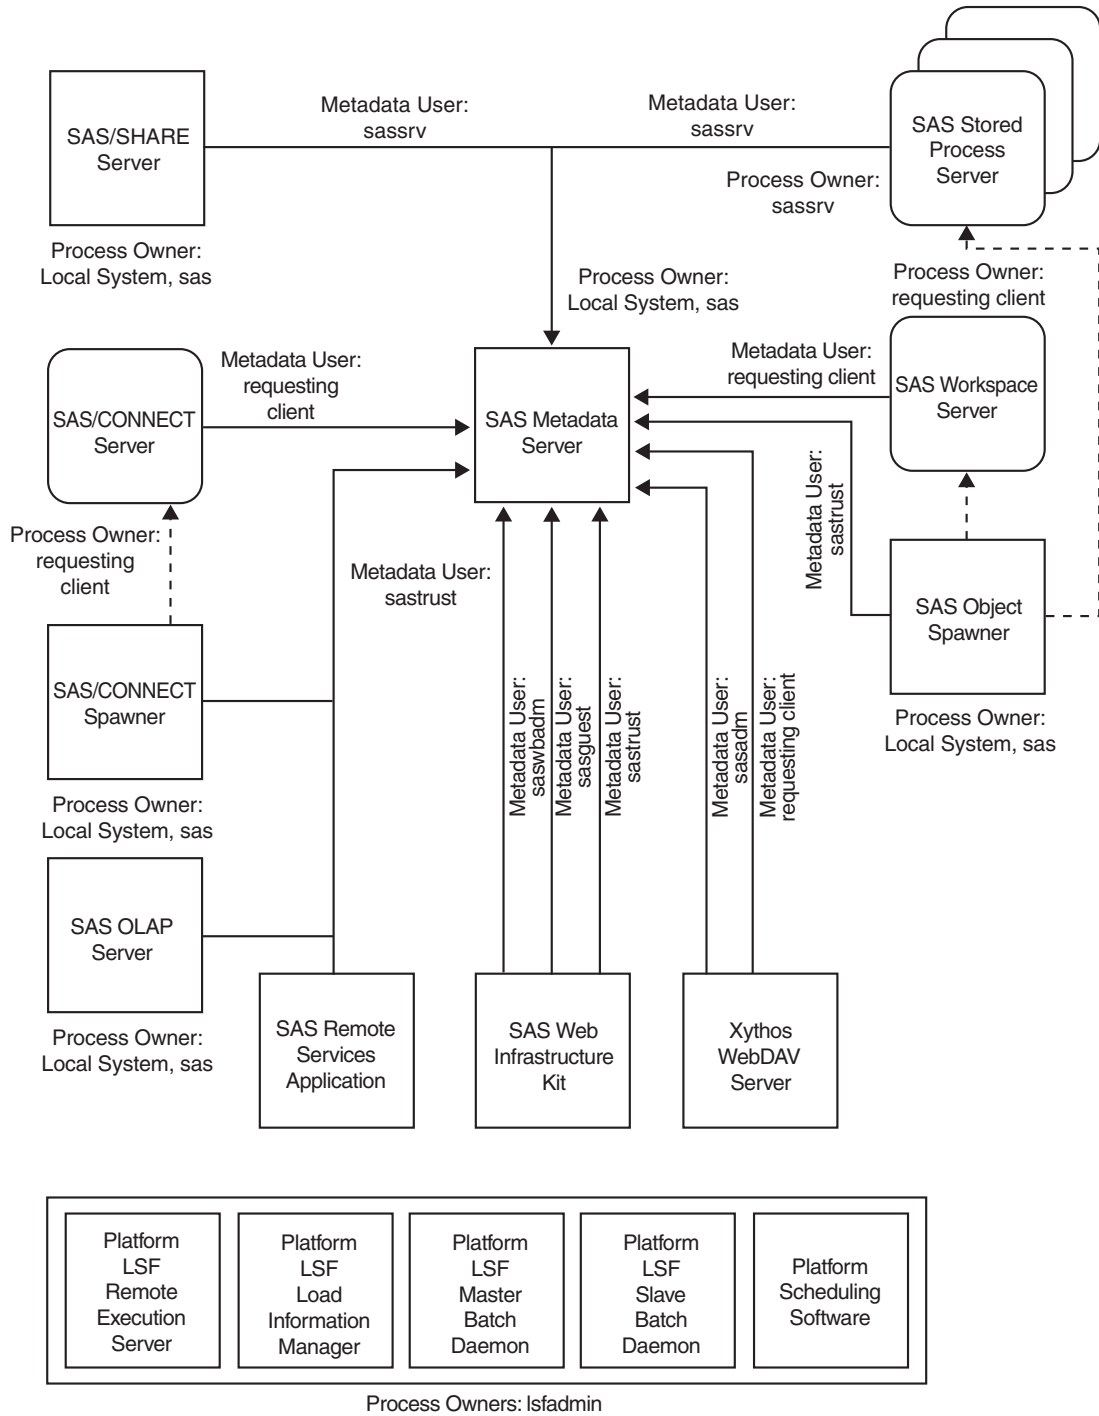 SAS/SHARE
Server
Metadata User:
sassrv
Metadata User:
sassrv
SAS Stored
Process
Server
Process Owner:
sassrv
Process Owner:
Local System, sas
Process Owner:
Local System, sas
Process Owner:
requesting client
SAS/CONNECT
Server
Metadata User:
requesting
client
SAS Metadata
Server
Metadata User:
requesting client
SAS Workspace
Server
Process Owner:
requesting
client
Metadata User:
sastrust
Metadata User:
sastrust
SAS Object
Spawner
Process Owner:
Local System, sas
SAS/CONNECT
Spawner
Process Owner:
Local System, sas
Metadata User:
saswbadm
Metadata User:
sasguest
Metadata User:
sastrust
Metadata User:
sasadm
Metadata User:
requesting client
SAS OLAP
Server
Process Owner:
Local System, sas
SAS Remote
Services
Application
SAS Web
Infrastructure
Kit
Xythos
WebDAV
Server
Platform
LSF
Remote
Execution
Server
Platform
LSF
Load
Information
Manager
Platform
LSF
Master
Batch
Daemon
Platform
LSF
Slave
Batch
Daemon
Platform
Scheduling
Software
Process Owners: lsfadmin